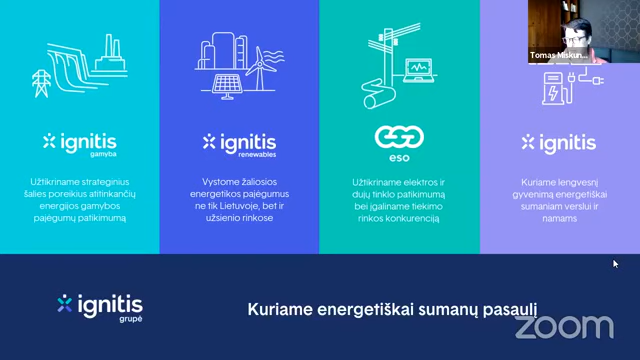 Tomas Miskun...
ignitis
gamyba
Užtikriname strateginius
šalies poreikius atitinkančių
energijos gamybos
pajėgumų patikimumą
ignitis
renewables
Vystome žaliosios
energetikos pajėgumus
ne tik Lietuvoje, bet ir
užsienio rinkose
eso
Užtikriname elektros ir
dujų tinklo patikimumą
bei įgaliname tiekimo
rinkos konkurenciją
ignitis
Kuriame lengvesnį
gyvenimą energetiškai
sumaniam verslui ir
namams
ignitis
grupė
Kuriame energetiškai sumanų pasaulį
zoom